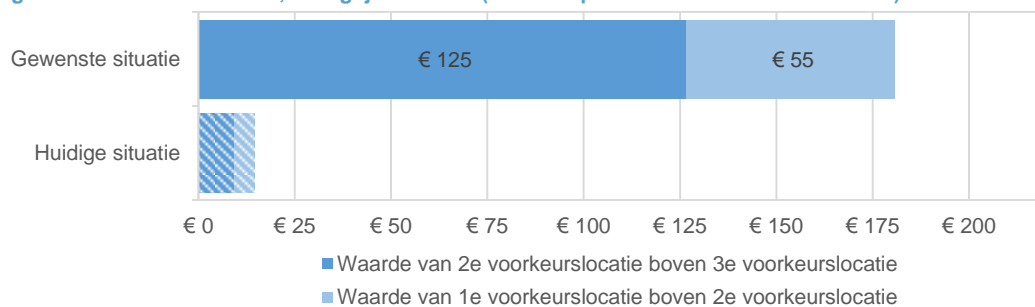 Gewenste situatie
€ 125
€ 55
Huidige situatie
€ 0
€ 25
€ 50
€ 75
€ 100
€ 125
€ 150
€ 175
€ 200
Waarde van 2e voorkeurslocatie boven 3e voorkeurslocatie
Waarde van 1e voorkeurslocatie boven 2e voorkeurslocatie